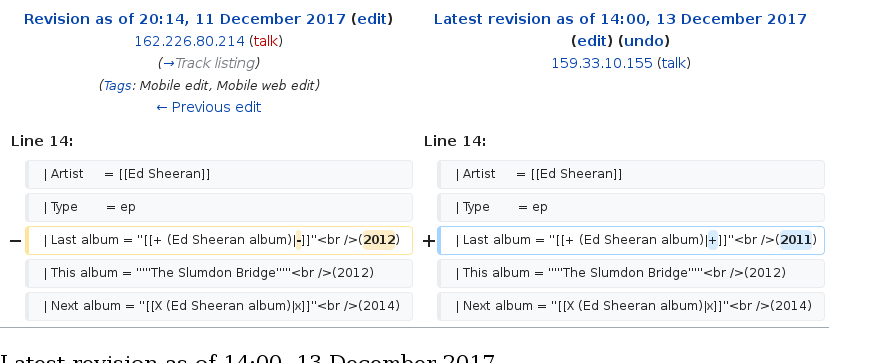 Revision as of 20:14, 11 December 2017 (edit)
162.226.80.214 (talk)
(→Track listing)
(Tags: Mobile edit, Mobile web edit)
← Previous edit
Latest revision as of 14:00, 13 December 2017
(edit) (undo)
159.33.10.155 (talk)
Line 14:
Line 14:
| Artist = [[Ed Sheeran]]
| Artist = [[Ed Sheeran]]
| Type = ep
| Type = ep
− | Last album = ''[[+ (Ed Sheeran album)|-]]''<br />(2012)
+ | Last album = ''[[+ (Ed Sheeran album)|+]]''<br />(2011)
| This album = '''''The Slumdon Bridge'''''<br />(2012)
| This album = '''''The Slumdon Bridge'''''<br />(2012)
| Next album = ''[[X (Ed Sheeran album)|x]]''<br />(2014)
| Next album = ''[[X (Ed Sheeran album)|x]]''<br />(2014)
Latest revision as of 14:00, 13 December 2017